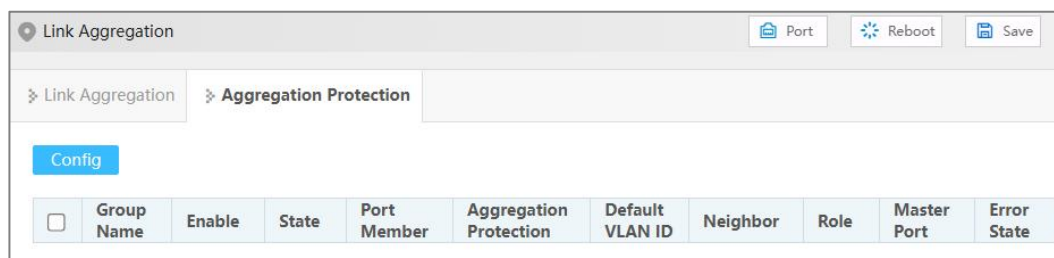 Link Aggregation
Port
Reboot
Save
Link Aggregation
Aggregation Protection
Config
Group Name
Enable
State
Port Member
Aggregation Protection
Default VLAN ID
Neighbor
Role
Master Port
Error State